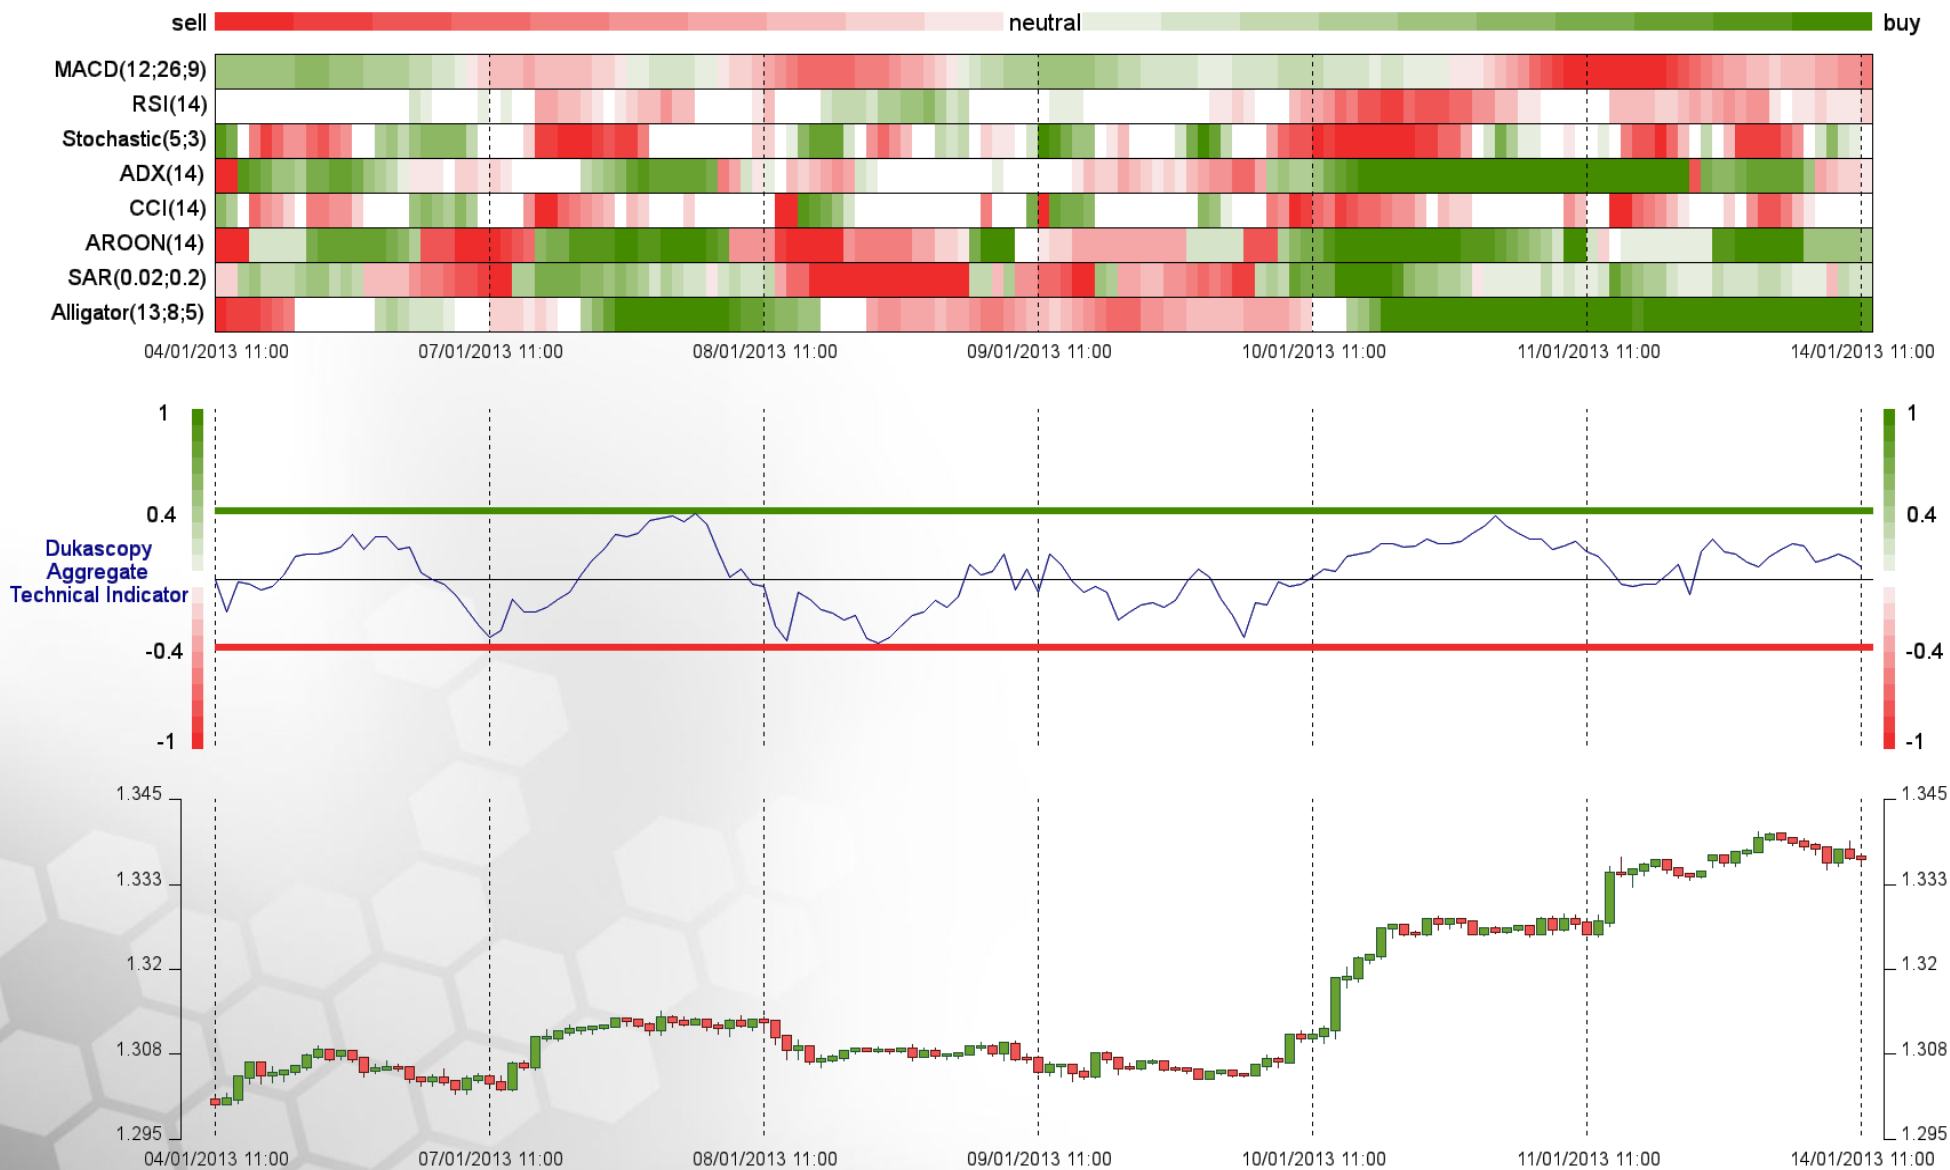 sell neutral buy
MACD(12;26;9)
RSI(14)
Stochastic(5;3)
ADX(14)
CCI(14)
AROON(14)
SAR(0.02;0.2)
Alligator(13;8;5)
04/01/2013 11:00 07/01/2013 11:00 08/01/2013 11:00 09/01/2013 11:00 10/01/2013 11:00 11/01/2013 11:00 14/01/2013 11:00
1 1
0.4 0.4
Dukascopy
Aggregate
Technical Indicator
-0.4 -0.4
-1 -1
1.345 1.345
1.333 1.333
1.32 1.32
1.308 1.308
1.295 1.295
04/01/2013 11:00 07/01/2013 11:00 08/01/2013 11:00 09/01/2013 11:00 10/01/2013 11:00 11/01/2013 11:00 14/01/2013 11:00